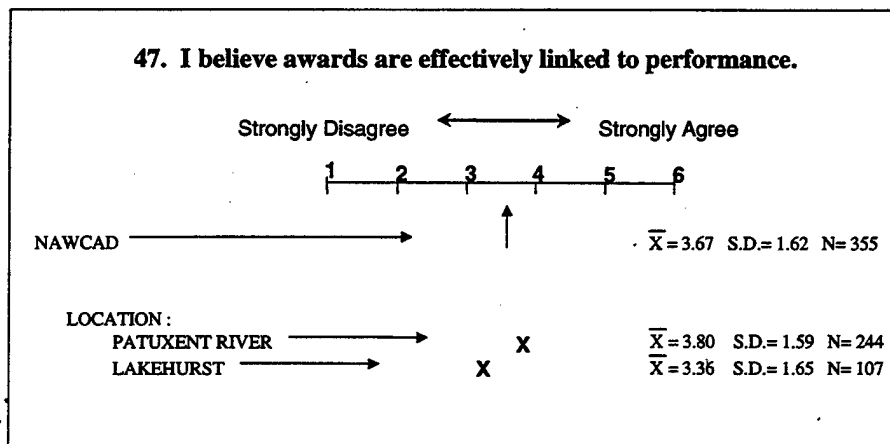 47. I believe awards are effectively linked to performance.
Strongly Disagree Strongly Agree
1 2 3 4 5 6
NAWCAD X̅ = 3.67 S.D.= 1.62 N= 355
LOCATION :
PATUXENT RIVER X X̅ = 3.80 S.D.= 1.59 N= 244
LAKEHURST X X̅ = 3.36 S.D.= 1.65 N= 107